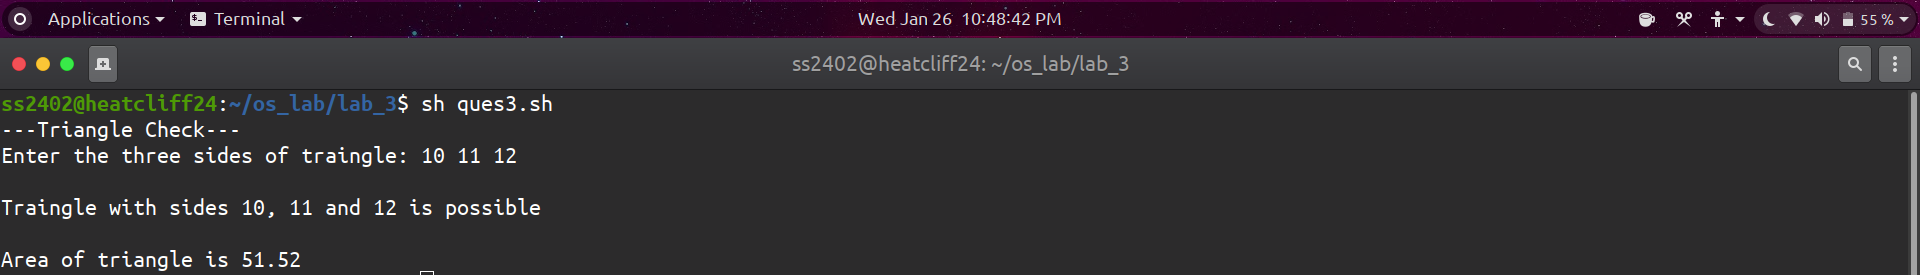 Applications Terminal Wed Jan 26 10:48:42 PM 55 %
ss2402@heatcliff24: ~/os_lab/lab_3
ss2402@heatcliff24:~/os_lab/lab_3$ sh ques3.sh
---Triangle Check---
Enter the three sides of traingle: 10 11 12
Traingle with sides 10, 11 and 12 is possible
Area of triangle is 51.52